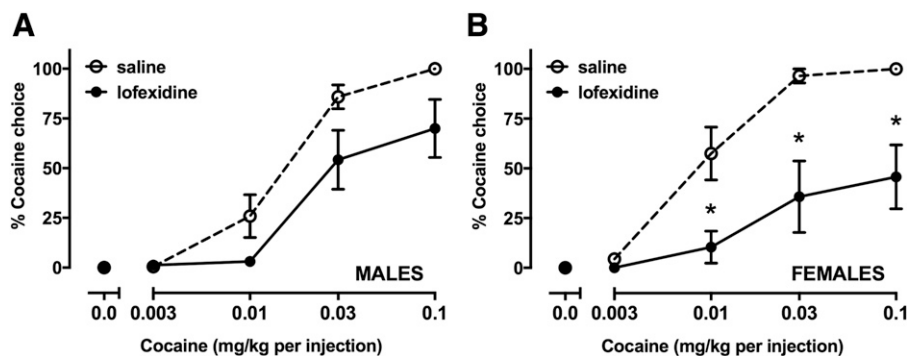 A
saline
lofexidine
% Cocaine choice
100
75
50
25
0
MALES
0.0 0.003 0.01 0.03 0.1
Cocaine (mg/kg per injection)
B
saline
lofexidine
% Cocaine choice
100
75
50
25
0
*
*
*
FEMALES
0.0 0.003 0.01 0.03 0.1
Cocaine (mg/kg per injection)